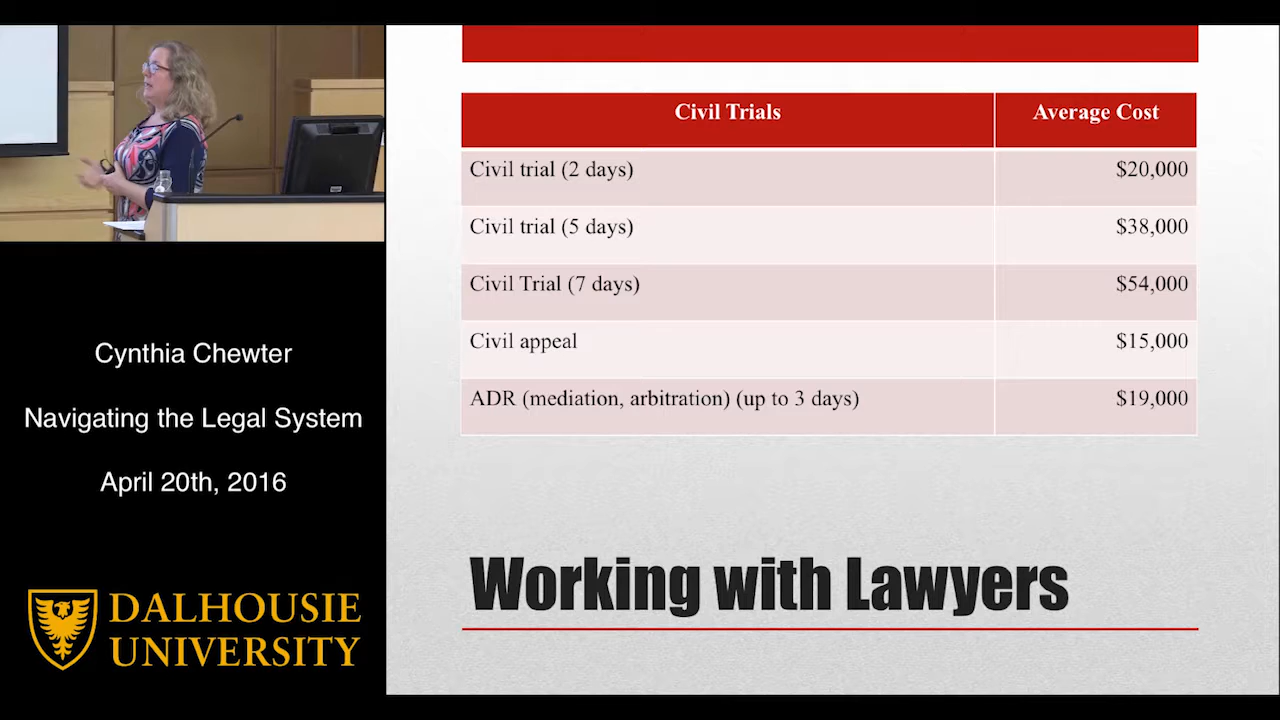 Cynthia Chewter
Navigating the Legal System
April 20th, 2016
DALHOUSIE
UNIVERSITY
Civil Trials Average Cost
Civil trial (2 days) $20,000
Civil trial (5 days) $38,000
Civil Trial (7 days) $54,000
Civil appeal $15,000
ADR (mediation, arbitration) (up to 3 days) $19,000
Working with Lawyers